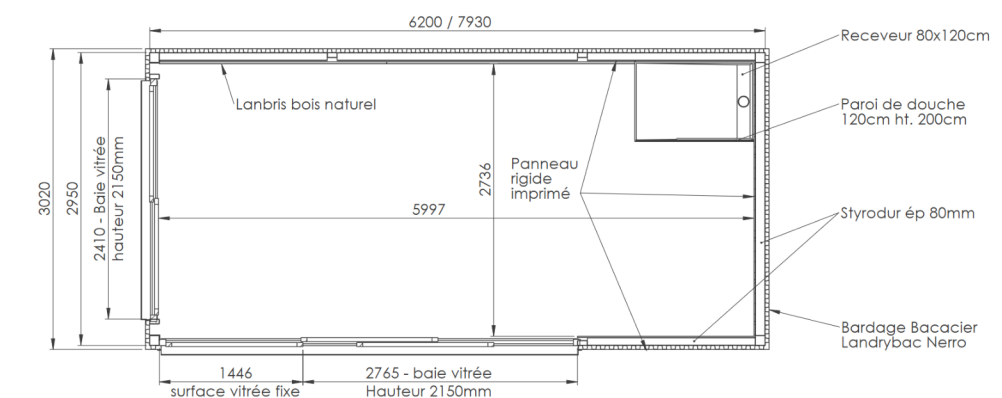 6200 / 7930
Receveur 80x120cm
Lanbris bois naturel
Paroi de douche
120cm ht. 200cm
Panneau
rigide
imprimé
2736
3020
2950
2410 - Baie vitrée
hauteur 2150mm
5997
Styrodur ép 80mm
Bardage Bacacier
Landrybac Nerro
1446
surface vitrée fixe
2765 - baie vitrée
Hauteur 2150mm